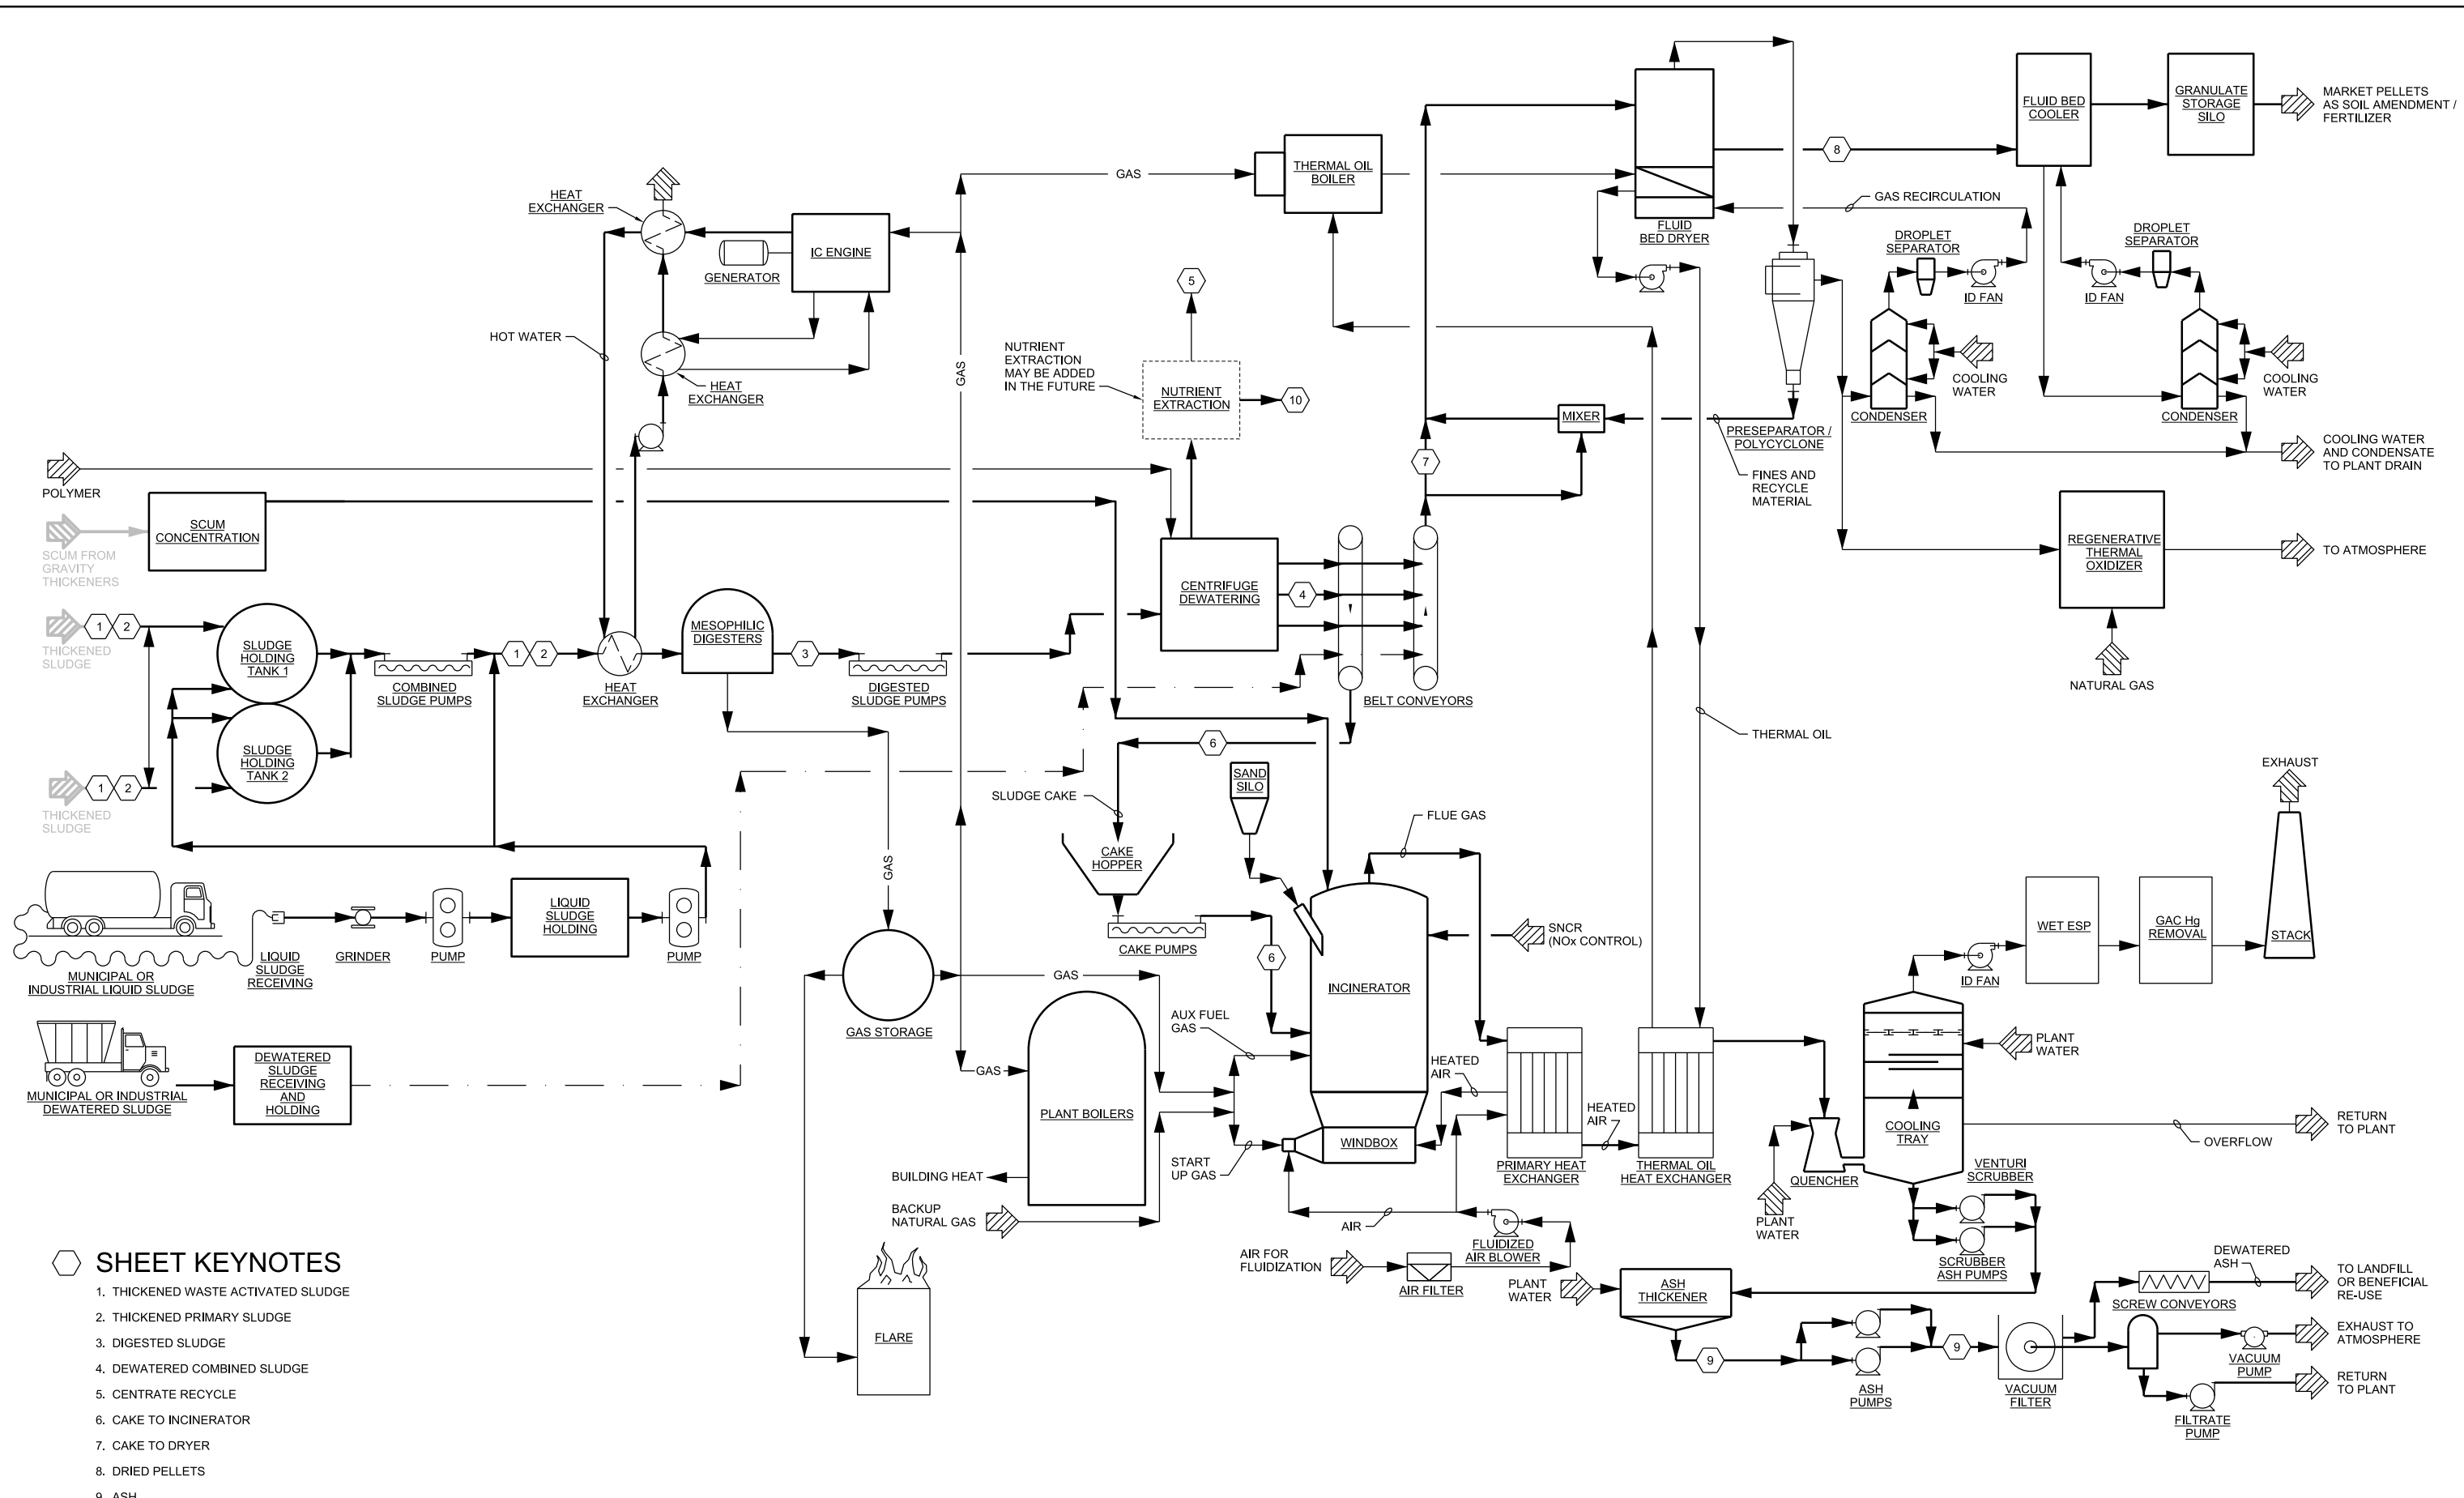 MARKET PELLETS
AS SOIL AMENDMENT /
FERTILIZER
GRANULATE
STORAGE
SILO
FLUID BED
COOLER
8
THERMAL OIL
BOILER
GAS
GAS RECIRCULATION
FLUID
BED DRYER
DROPLET
SEPARATOR
ID FAN
DROPLET
SEPARATOR
ID FAN
HEAT
EXCHANGER
IC ENGINE
GENERATOR
HOT WATER
HEAT
EXCHANGER
GAS
5
NUTRIENT
EXTRACTION
MAY BE ADDED
IN THE FUTURE
NUTRIENT
EXTRACTION
10
MIXER
PRESEPARATOR /
POLYCYCLONE
COOLING
WATER
CONDENSER
COOLING
WATER
CONDENSER
COOLING WATER
AND CONDENSATE
TO PLANT DRAIN
7
FINES AND
RECYCLE
MATERIAL
POLYMER
SCUM
CONCENTRATION
SCUM FROM
GRAVITY
THICKENERS
REGENERATIVE
THERMAL
OXIDIZER
TO ATMOSPHERE
NATURAL GAS
CENTRIFUGE
DEWATERING
4
BELT CONVEYORS
1
2
THICKENED
SLUDGE
SLUDGE
HOLDING
TANK 1
COMBINED
SLUDGE PUMPS
1
2
HEAT
EXCHANGER
MESOPHILIC
DIGESTERS
3
DIGESTED
SLUDGE PUMPS
SLUDGE
HOLDING
TANK 2
1
2
THICKENED
SLUDGE
6
THERMAL OIL
SLUDGE CAKE
SAND
SILO
FLUE GAS
EXHAUST
GAS
CAKE
HOPPER
CAKE PUMPS
6
SNCR
(NOx CONTROL)
INCINERATOR
MUNICIPAL OR
INDUSTRIAL LIQUID SLUDGE
LIQUID
SLUDGE
RECEIVING
GRINDER
PUMP
LIQUID
SLUDGE
HOLDING
PUMP
WET ESP
GAC Hg
REMOVAL
STACK
ID FAN
GAS STORAGE
GAS
AUX FUEL
GAS
MUNICIPAL OR INDUSTRIAL
DEWATERED SLUDGE
DEWATERED
SLUDGE
RECEIVING
AND
HOLDING
GAS
PLANT BOILERS
HEATED
AIR
HEATED
AIR
PLANT
WATER
COOLING
TRAY
RETURN
TO PLANT
OVERFLOW
WINDBOX
START
UP GAS
PRIMARY HEAT
EXCHANGER
THERMAL OIL
HEAT EXCHANGER
QUENCHER
VENTURI
SCRUBBER
BUILDING HEAT
BACKUP
NATURAL GAS
AIR
PLANT
WATER
FLUIDIZED
AIR BLOWER
SCRUBBER
ASH PUMPS
AIR FOR
FLUIDIZATION
AIR FILTER
PLANT
WATER
ASH
THICKENER
DEWATERED
ASH
SCREW CONVEYORS
TO LANDFILL
OR BENEFICIAL
RE-USE
FLARE
9
ASH
PUMPS
9
VACUUM
FILTER
VACUUM
PUMP
EXHAUST TO
ATMOSPHERE
FILTRATE
PUMP
RETURN
TO PLANT
SHEET KEYNOTES
1. THICKENED WASTE ACTIVATED SLUDGE
2. THICKENED PRIMARY SLUDGE
3. DIGESTED SLUDGE
4. DEWATERED COMBINED SLUDGE
5. CENTRATE RECYCLE
6. CAKE TO INCINERATOR
7. CAKE TO DRYER
8. DRIED PELLETS
9. ASH